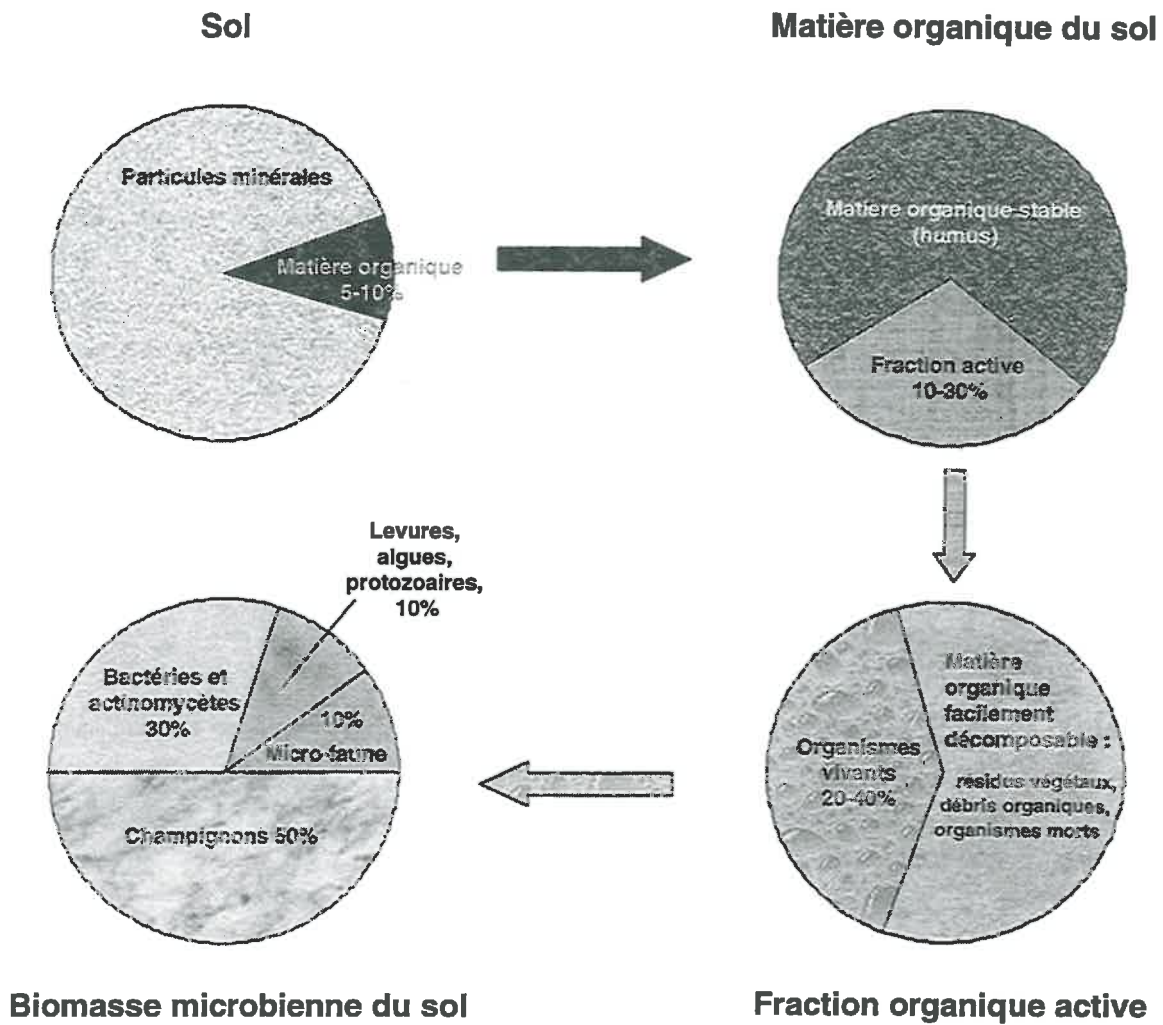 Sol
Matière organique du sol
Particules minérales
Matière organique
5-10%
Matière organique stable
(humus)
Fraction active
10-30%
Levures,
algues,
protozoaires,
10%
Bactéries et
actinomycètes
30%
10%
Micro-faune
Champignons 50%
Organismes
vivants
20-40%
Matière
organique
facilement
décomposable :
residus végétaux,
débris organiques,
organismes morts
Biomasse microbienne du sol
Fraction organique active